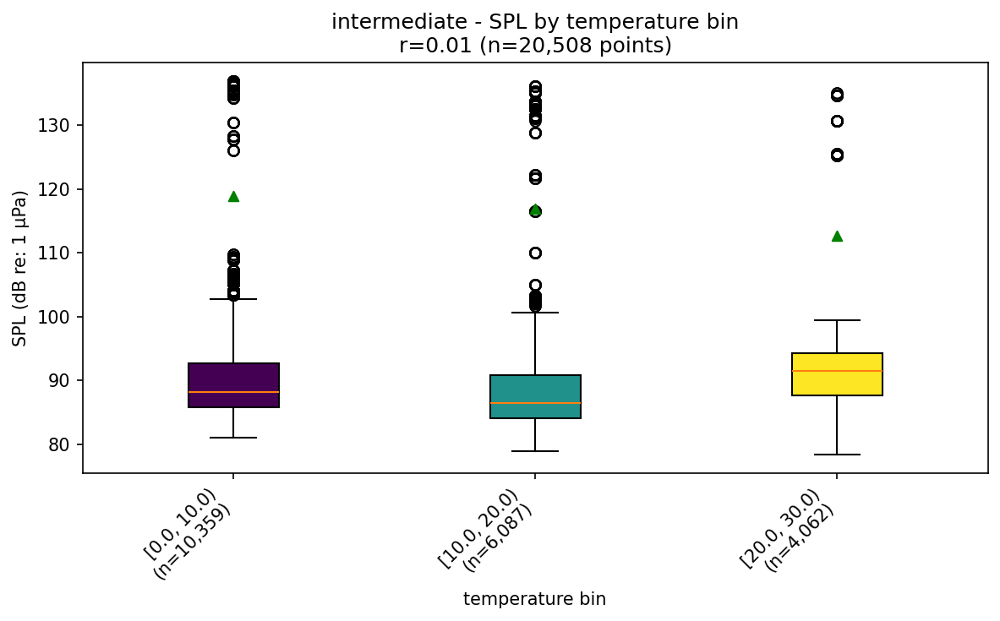 intermediate - SPL by temperature bin
r=0.01 (n=20,508 points)
SPL (dB re: 1 µPa)
130
120
110
100
90
80
[0.0, 10.0)
(n=10,359)
[10.0, 20.0)
(n=6,087)
[20.0, 30.0)
(n=4,062)
temperature bin